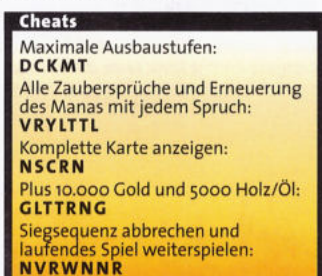 Cheats
Maximale Ausbaustufen:
DCKMT
Alle Zaubersprüche und Erneuerung
des Manas mit jedem Spruch:
VRYLTTL
Komplette Karte anzeigen:
NSCRN
Plus 10.000 Gold und 5000 Holz/Öl:
GLTTRNG
Siegsequenz abbrechen und
laufendes Spiel weiterspielen:
NVRWNNR